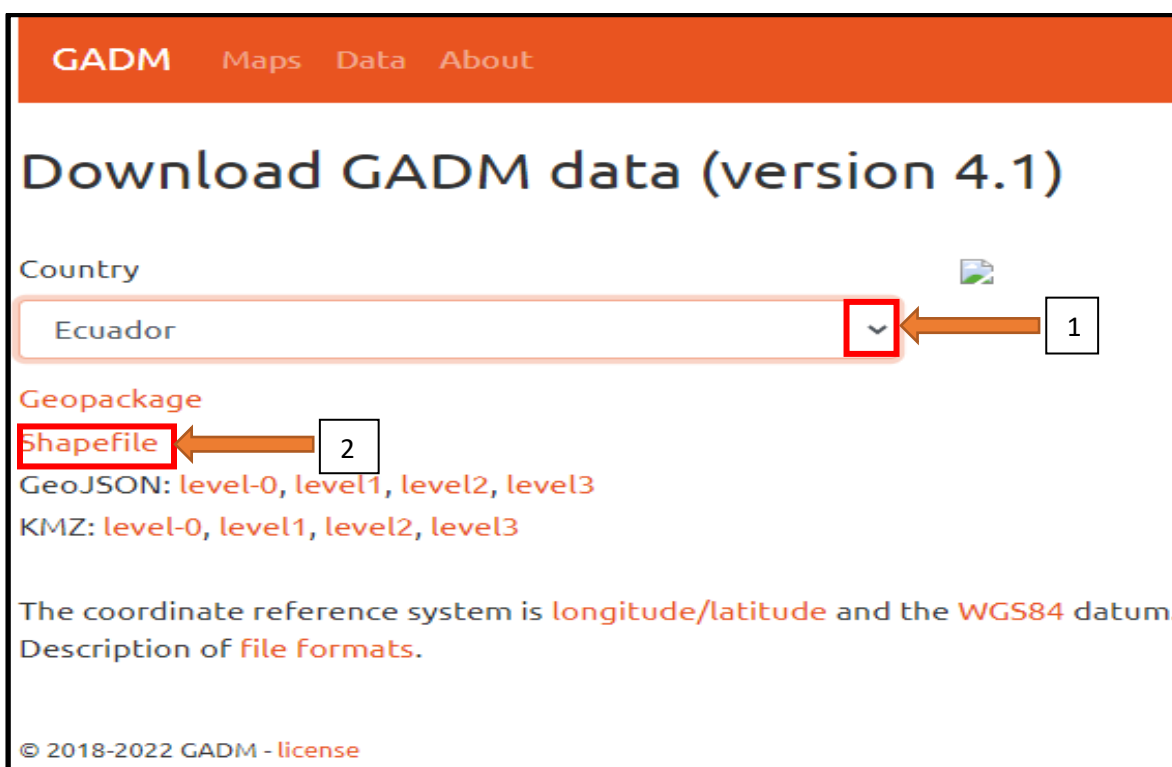 GADM Maps Data About
Download GADM data (version 4.1)
Country
Ecuador
1
Geopackage
Shapefile
2
GeoJSON: level-0, level1, level2, level3
KMZ: level-0, level1, level2, level3
The coordinate reference system is longitude/latitude and the WGS84 datum.
Description of file formats.
© 2018-2022 GADM - license